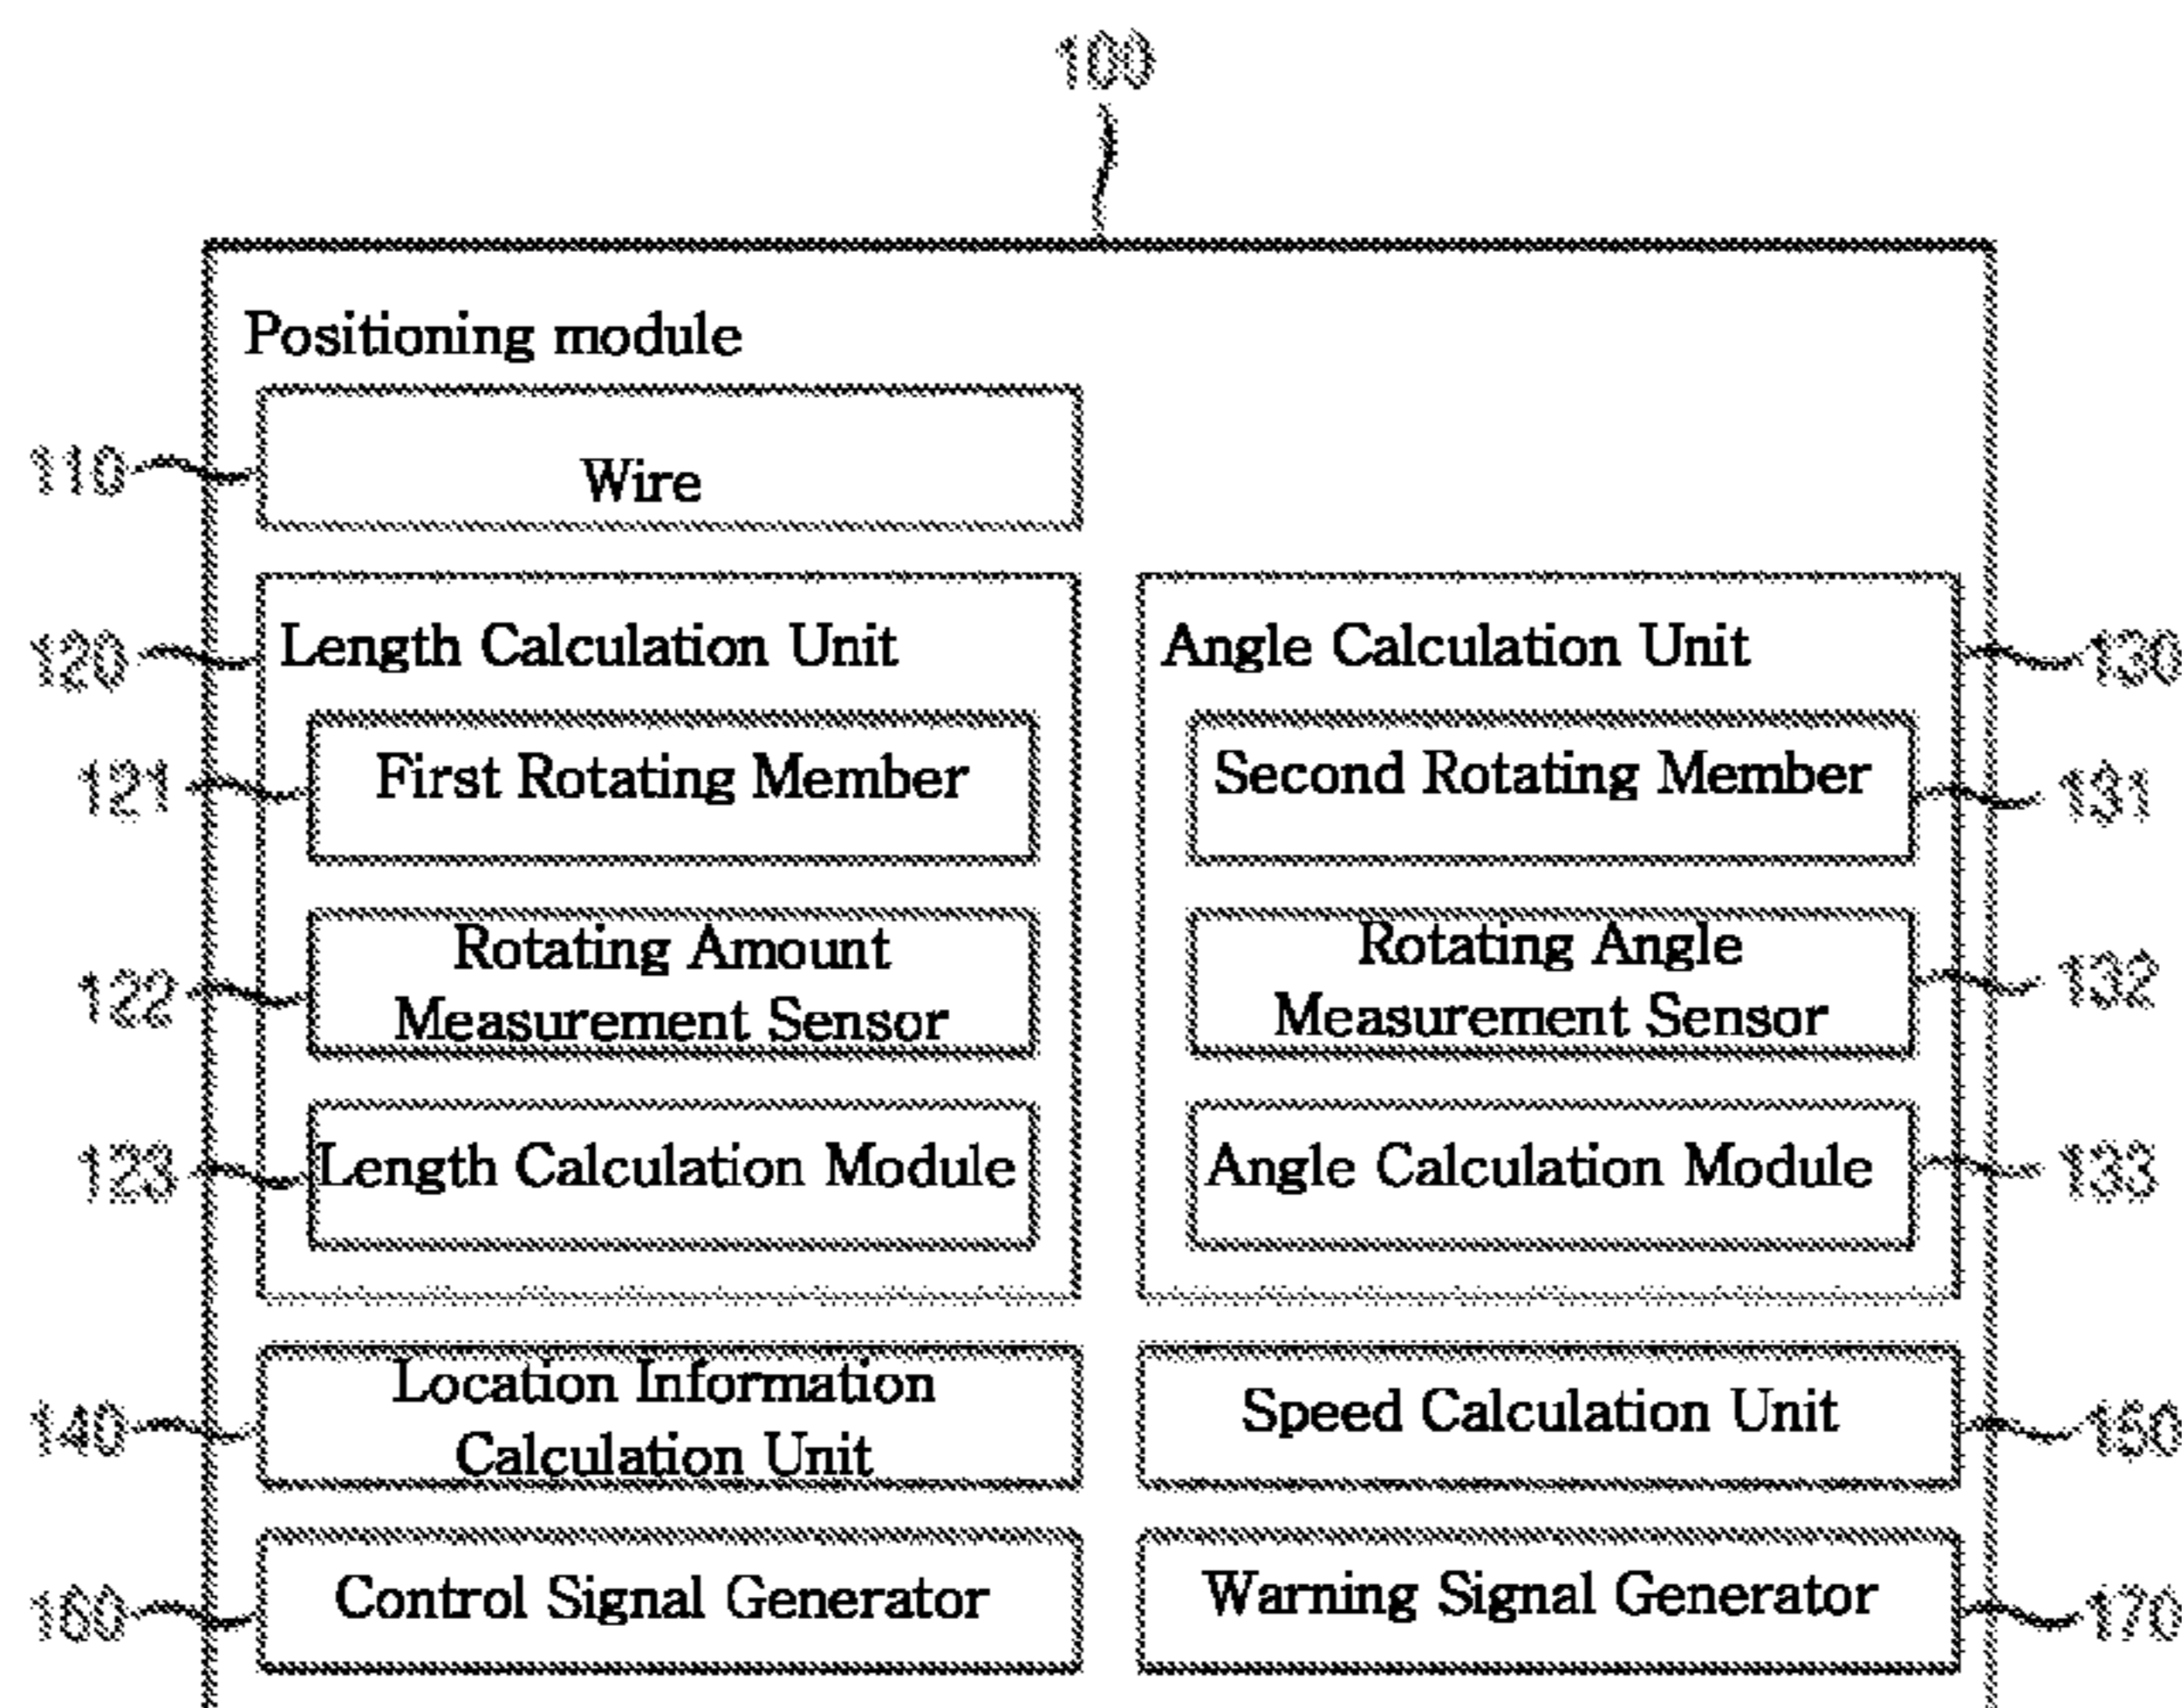 100
Positioning module
110
Wire
120
Length Calculation Unit
121
First Rotating Member
122
Rotating Amount
Measurement Sensor
123
Length Calculation Module
Angle Calculation Unit
130
Second Rotating Member
131
Rotating Angle
Measurement Sensor
132
Angle Calculation Module
133
140
Location Information
Calculation Unit
Speed Calculation Unit
150
160
Control Signal Generator
Warning Signal Generator
170